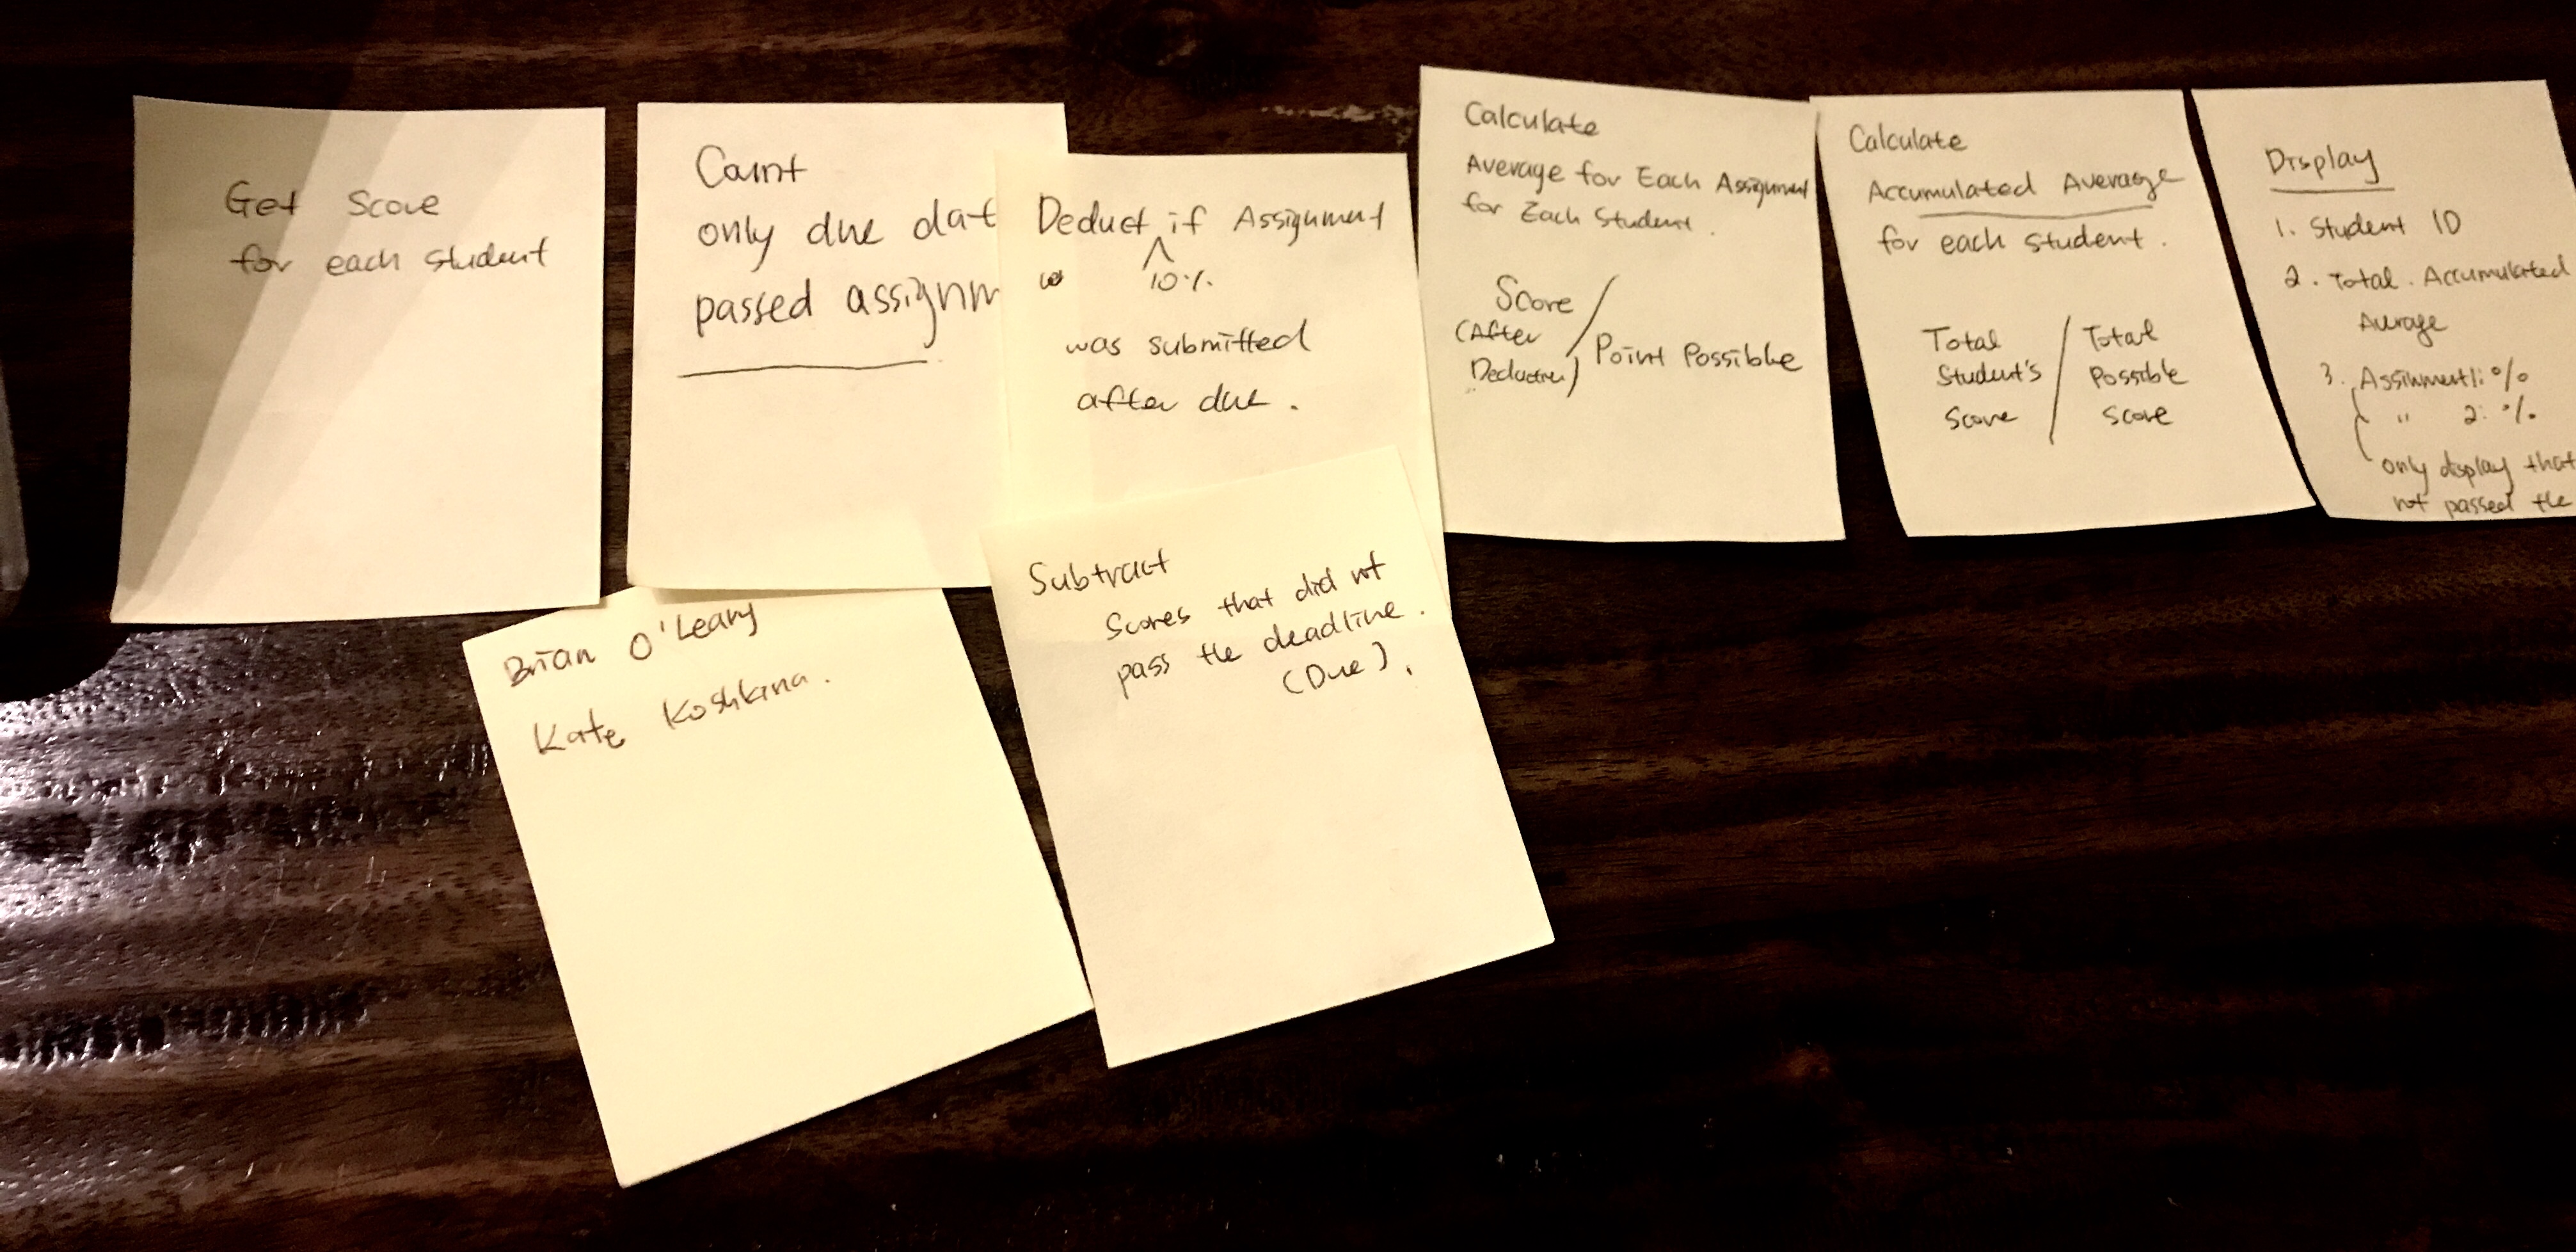 Get Score
for each student
Count
only due dat
passed assignm
Deduct if Assignment
10%
was submitted
after due.
Calculate
Average for Each Assignment
for Each Student.
Score
(After
Deduction)
/ Point Possible
Calculate
Accumulated Average
for each student.
Total / Total
Student's Possible
Score Score
Display
1. Student ID
2. Total. Accumulated
Average
3. Assinment1: %
" 2: %
only display that
not passed the
Subtract
Scores that did not
pass the deadline.
(Due).
Brian O'Leary
Kate Koshkina.